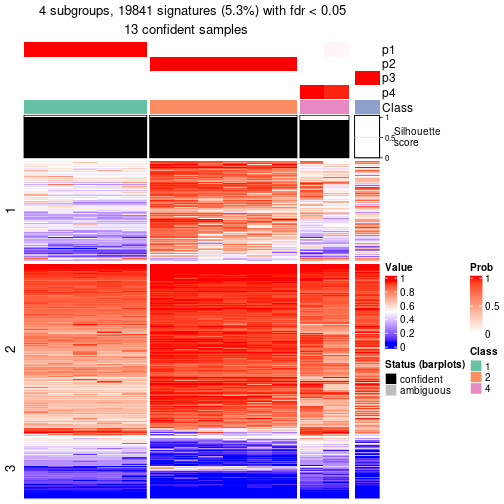 4 subgroups, 19841 signatures (5.3%) with fdr < 0.05
13 confident samples
p1
p2
p3
p4
Class
1
0.5
0
Silhouette
score
1
2
3
Value
1
0.8
0.6
0.4
0.2
0
Prob
1
0.5
0
Status (barplots)
confident
ambiguous
Class
1
2
4